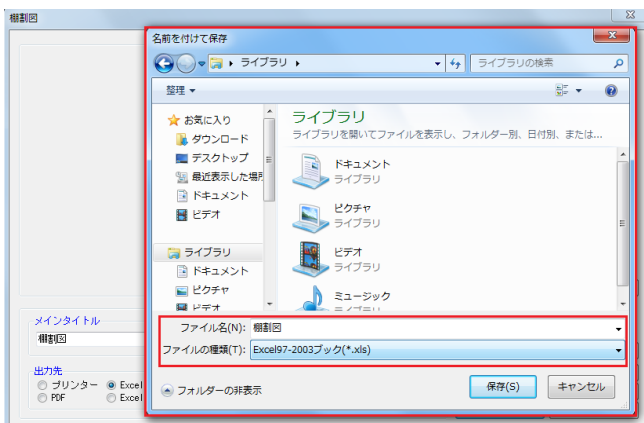 棚割図
名前を付けて保存
ライブラリ
ライブラリの検索
整理
お気に入り
ダウンロード
デスクトップ
最近表示した場所
ドキュメント
ビデオ
ライブラリ
ドキュメント
ピクチャ
ビデオ
ライブラリ
ライブラリを開いてファイルを表示し、フォルダー別、日付別、または...
ドキュメント
ライブラリ
ピクチャ
ライブラリ
ビデオ
ライブラリ
ミュージック
ライブラリ
ファイル名(N): 棚割図
ファイルの種類(T): Excel97-2003ブック(*.xls)
フォルダーの非表示
保存(S)
キャンセル
メインタイトル
棚割図
出力先
プリンター Excel
PDF Excel